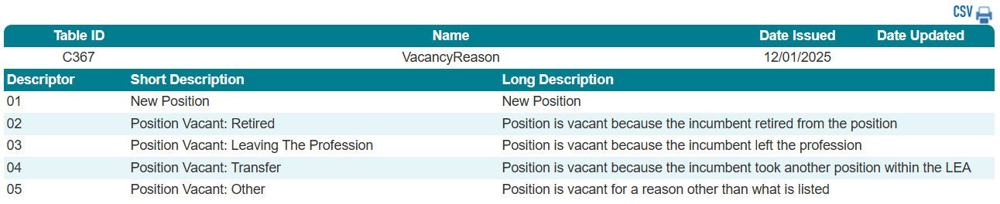 CSV
Table ID Name Date Issued Date Updated
C367 VacancyReason 12/01/2025
Descriptor Short Description Long Description
01 New Position New Position
02 Position Vacant: Retired Position is vacant because the incumbent retired from the position
03 Position Vacant: Leaving The Profession Position is vacant because the incumbent left the profession
04 Position Vacant: Transfer Position is vacant because the incumbent took another position within the LEA
05 Position Vacant: Other Position is vacant for a reason other than what is listed